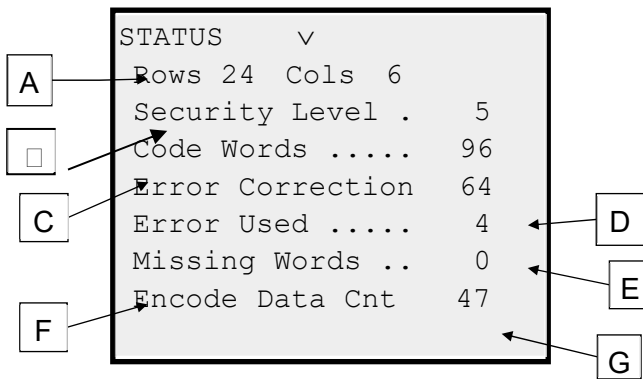 STATUS ∨
Rows 24 Cols 6
Security Level . 5
Code Words ..... 96
Error Correction 64
Error Used ..... 4
Missing Words .. 0
Encode Data Cnt 47
A
C
F
D
E
G